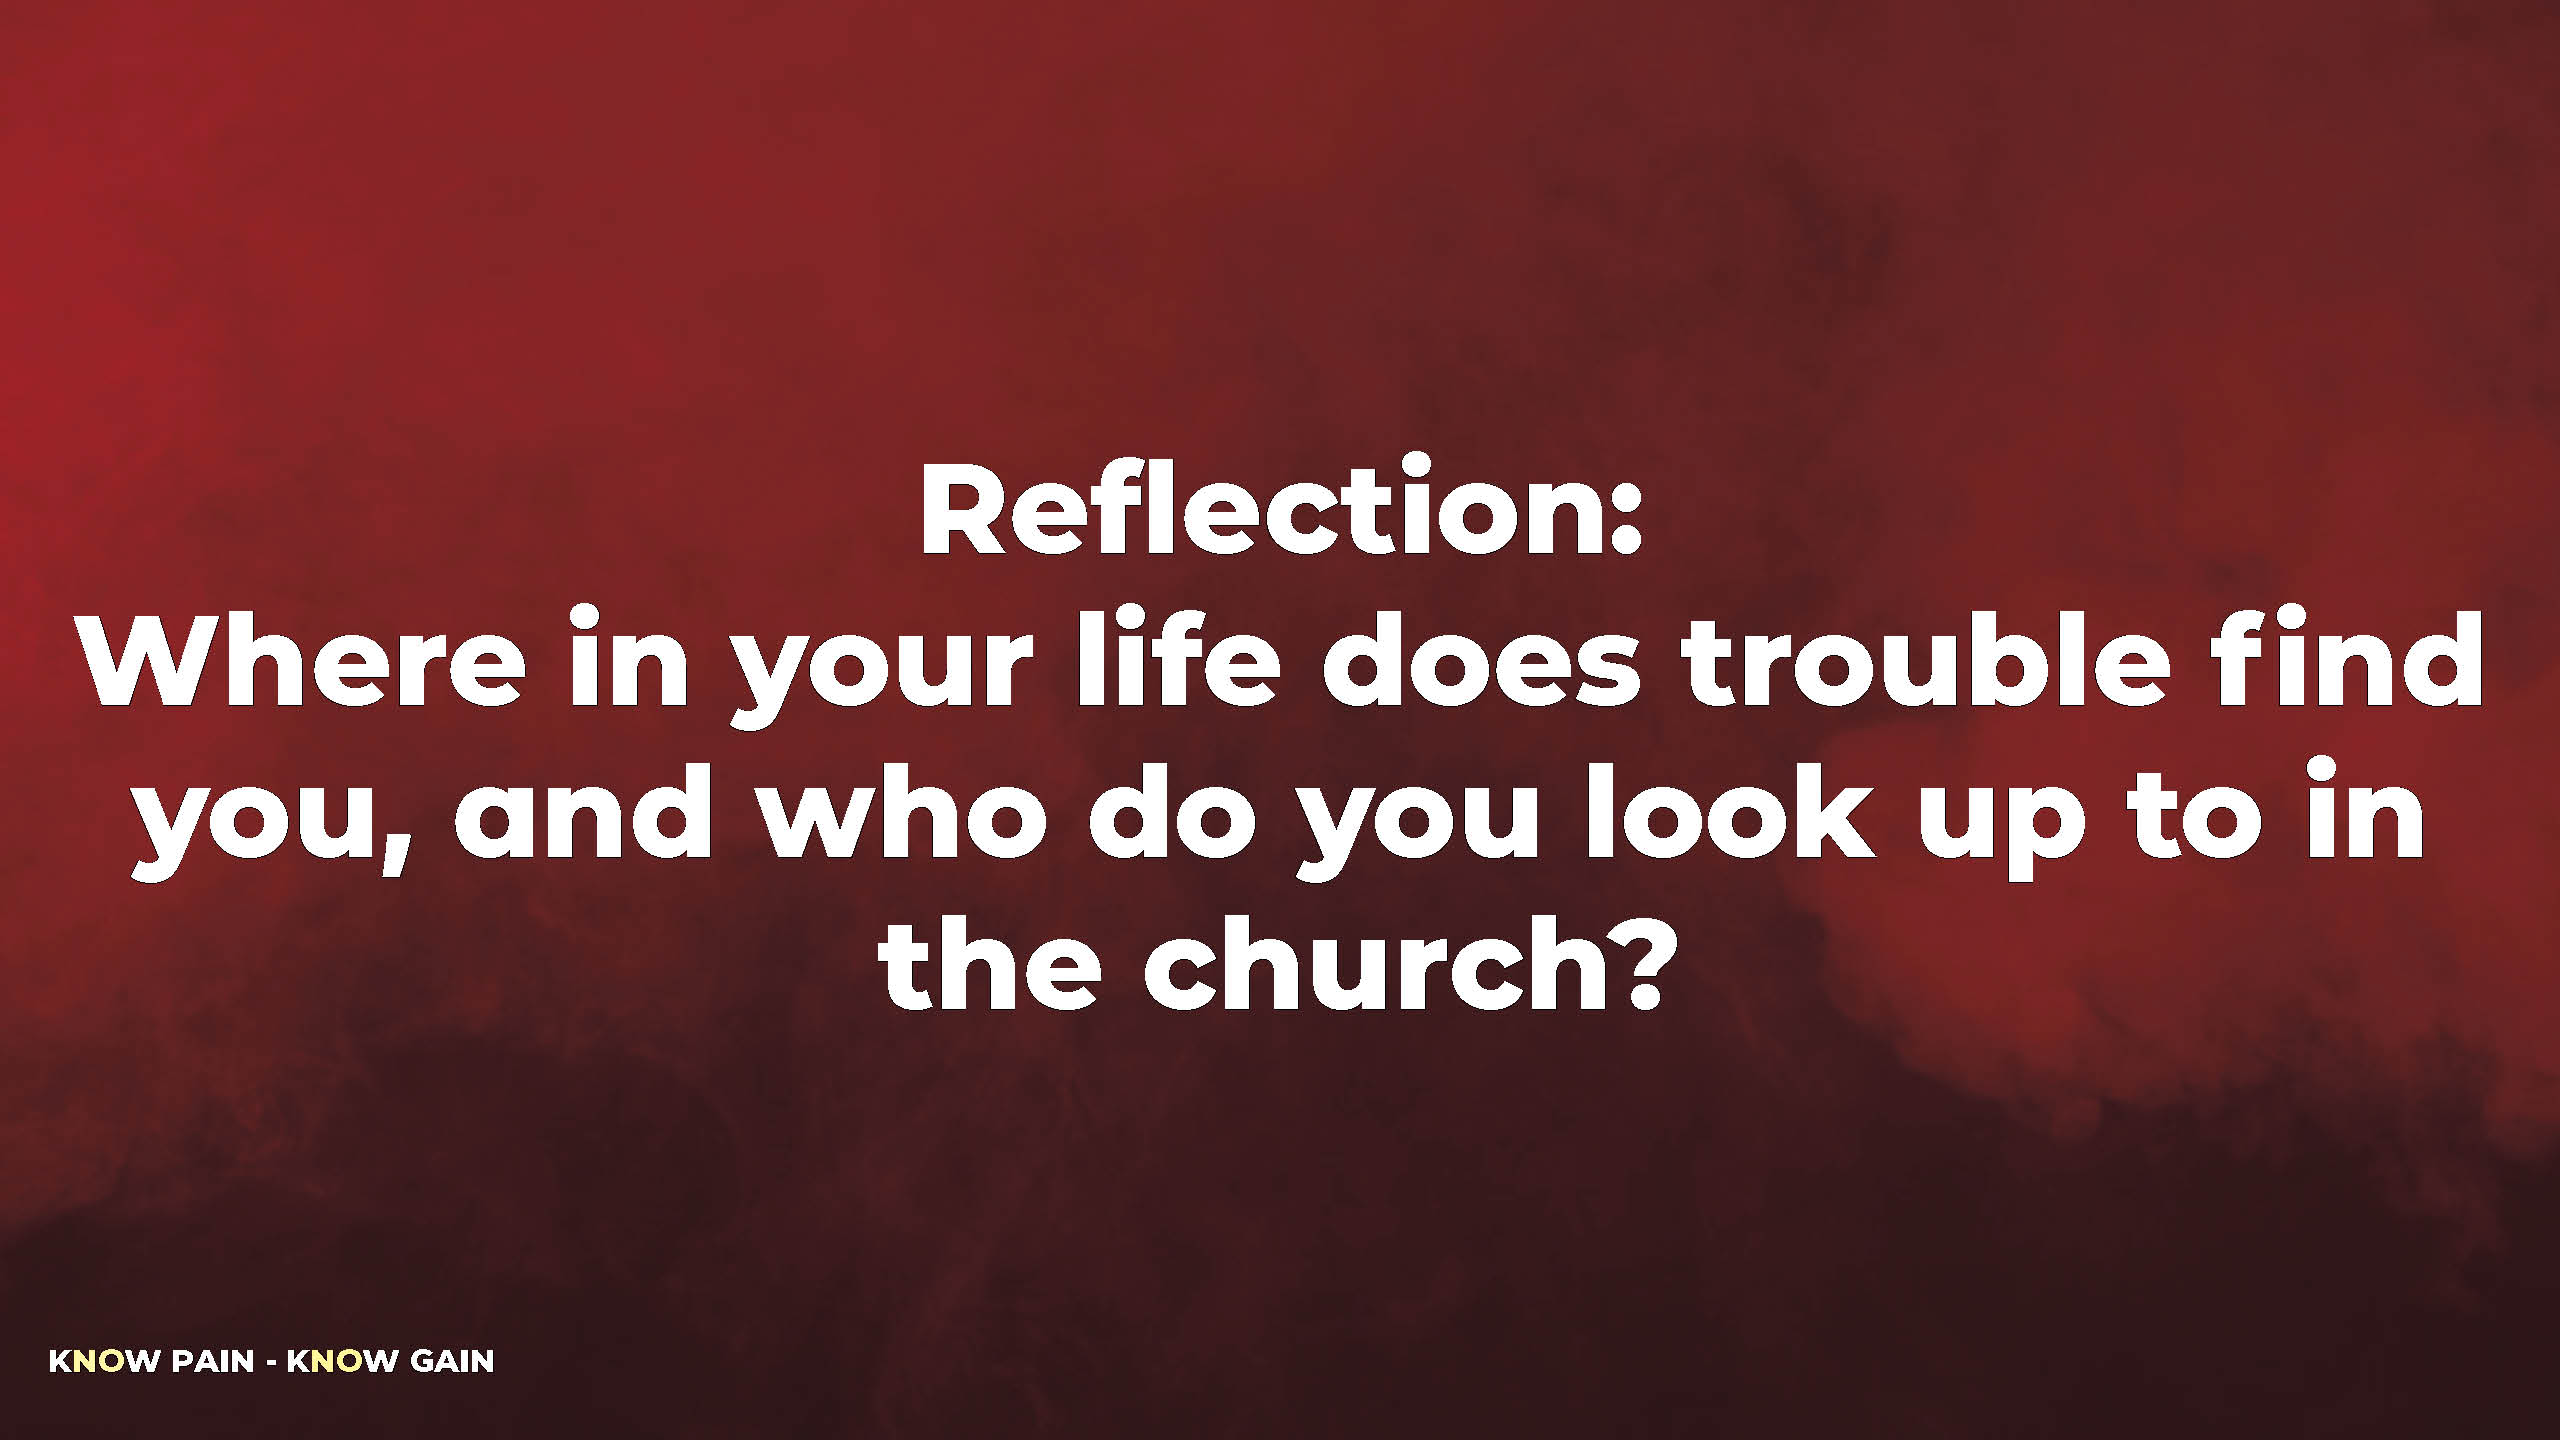 Reflection:
Where in your life does trouble find
you, and who do you look up to in
the church?
KNOW PAIN - KNOW GAIN